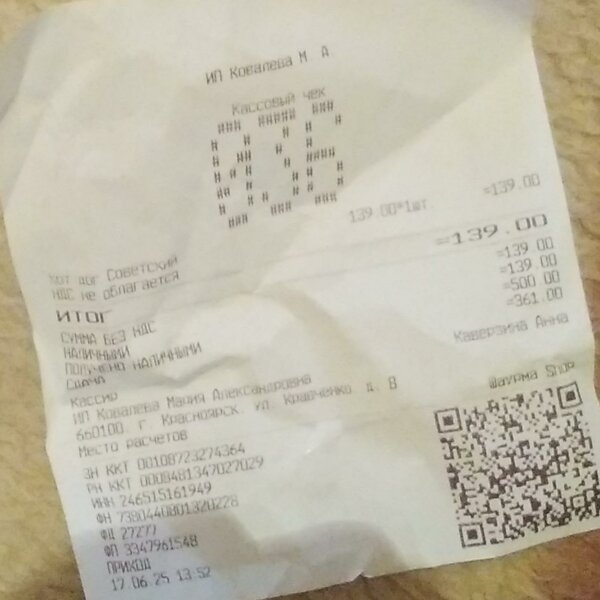 ИП Ковалева М А
Кассовый чек
036
Хот дог Советский 139.00*1шт. =139.00
НДС не облагается
ИТОГ =139.00
СУММА БЕЗ НДС =139.00
НАЛИЧНЫМИ =139.00
ПОЛУЧЕНО НАЛИЧНЫМИ =500.00
СДАЧА =361.00
Кассир Каверзина Анна
ИП Ковалева Мария Александровна
660100, г. Красноярск, ул. Кравченко, д. 8
Место расчетов Шаурма SHOP
ЗН ККТ 00108723274364
РН ККТ 0008481347027029
ИНН 246515161949
ФН 7380440801320228
ФД 27277
ФП 3347961548
ПРИХОД
17.06.25 13:52